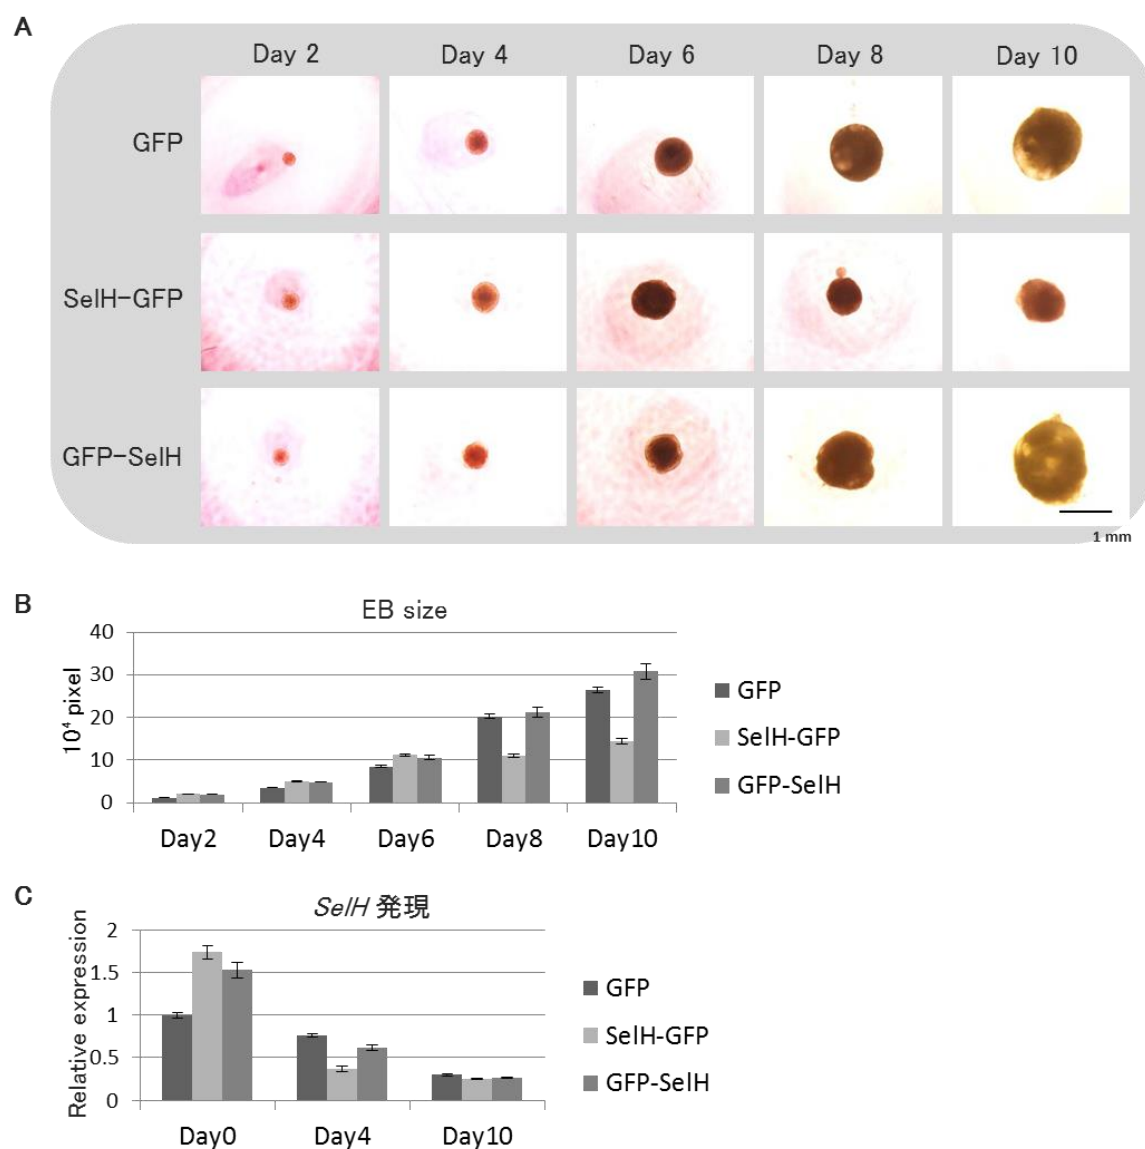 A
Day 2 Day 4 Day 6 Day 8 Day 10
GFP
SelH-GFP
GFP-SelH
1 mm
B
EB size
10⁴ pixel
40
30
20
10
0
Day2 Day4 Day6 Day8 Day10
GFP
SelH-GFP
GFP-SelH
C
SelH 発現
Relative expression
2
1.5
1
0.5
0
Day0 Day4 Day10
GFP
SelH-GFP
GFP-SelH